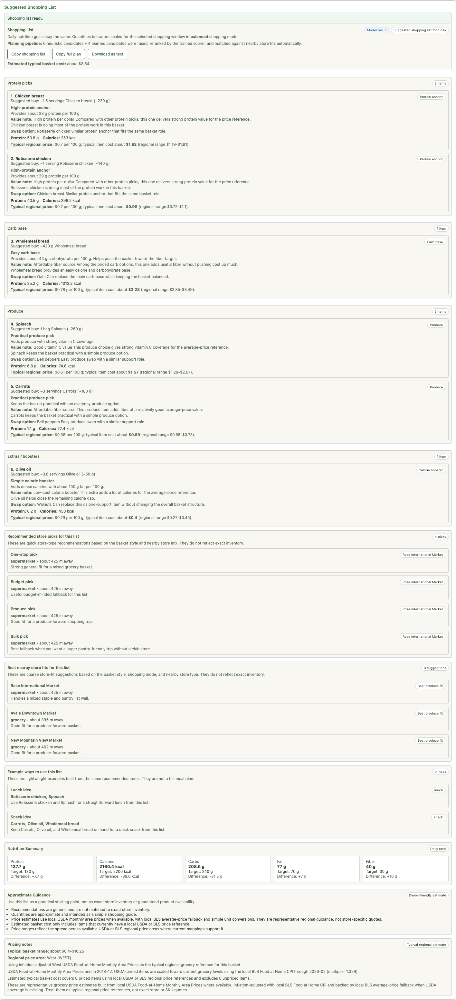 Suggested Shopping List
Shopping list ready.
Shopping List
Model result
Suggested shopping list for 1 day
Daily nutrition goals stay the same. Quantities below are scaled for the selected shopping window in balanced shopping mode.
Planning pipeline: 6 heuristic candidates + 4 learned candidates were fused, reranked by the trained scorer, and matched against nearby store fits automatically.
Copy shopping list
Copy full plan
Download as text
Estimated typical basket cost: about $8.54.
Protein picks
2 items
1. Chicken breast
Protein anchor
Suggested buy: ~1.5 servings Chicken breast (~230 g)
High-protein anchor
Provides about 23 g protein per 100 g.
Value note: High protein per dollar Compared with other protein picks, this one delivers strong protein value for the price reference.
Chicken breast is doing most of the protein work in this basket.
Swap option: Rotisserie chicken Similar protein anchor that fits the same basket role.
Protein: 53.8 g Calories: 253 kcal
Typical regional price: $0.7 per 100 g; typical item cost about $1.62 (regional range $1.19-$1.81).
2. Rotisserie chicken
Protein anchor
Suggested buy: ~1 serving Rotisserie chicken (~140 g)
High-protein anchor
Provides about 29 g protein per 100 g.
Value note: High protein per dollar Compared with other protein picks, this one delivers strong protein value for the price reference.
Rotisserie chicken is doing most of the protein work in this basket.
Swap option: Chicken breast Similar protein anchor that fits the same basket role.
Protein: 40.5 g Calories: 298.2 kcal
Typical regional price: $0.7 per 100 g; typical item cost about $0.98 (regional range $0.72-$1.1).
Carb base
1 item
3. Wholemeal bread
Carb base
Suggested buy: ~420 g Wholemeal bread
Easy carb base
Provides about 44 g carbohydrate per 100 g. Helps push the basket toward the fiber target.
Value note: Affordable fiber source Among the priced carb options, this one adds useful fiber without pushing cost up much.
Wholemeal bread provides an easy calorie and carbohydrate base.
Swap option: Oats Can replace the main carb base while keeping the basket balanced.
Protein: 35.2 g Calories: 1012.2 kcal
Typical regional price: $0.78 per 100 g; typical item cost about $3.28 (regional range $2.35-$3.49).
Produce
2 items
4. Spinach
Produce
Suggested buy: 1 bag Spinach (~260 g)
Practical produce pick
Adds produce with strong vitamin C coverage.
Value note: Good vitamin C value This produce choice gives strong vitamin C coverage for the average-price reference.
Spinach keeps the basket practical with a simple produce option.
Swap option: Bell peppers Easy produce swap with a similar support role.
Protein: 6.8 g Calories: 74.6 kcal
Typical regional price: $0.61 per 100 g; typical item cost about $1.57 (regional range $1.29-$2.67).
5. Carrots
Produce
Suggested buy: ~3 servings Carrots (~180 g)
Practical produce pick
Keeps the basket practical with an everyday produce option.
Value note: Affordable fiber source This produce item adds fiber at a relatively good average-price value.
Carrots keeps the basket practical with a simple produce option.
Swap option: Bell peppers Easy produce swap with a similar support role.
Protein: 1.1 g Calories: 72.4 kcal
Typical regional price: $0.38 per 100 g; typical item cost about $0.69 (regional range $0.58-$0.73).
Extras / boosters
1 item
6. Olive oil
Calorie booster
Suggested buy: ~3.6 servings Olive oil (~50 g)
Simple calorie booster
Adds dense calories with about 100 g fat per 100 g.
Value note: Low-cost calorie booster This extra adds a lot of calories for the average-price reference.
Olive oil helps close the remaining calorie gap.
Swap option: Walnuts Can replace this calorie-support item without changing the overall basket structure.
Protein: 0.2 g Calories: 450 kcal
Typical regional price: $0.79 per 100 g; typical item cost about $0.4 (regional range $0.27-$0.45).
Recommended store picks for this list
4 picks
These are quick store-type recommendations based on the basket style and nearby store mix. They do not reflect exact inventory.
One-stop pick
Rose International Market
supermarket • about 425 m away
Strong general fit for a mixed grocery basket.
Budget pick
Rose International Market
supermarket • about 425 m away
Useful budget-minded fallback for this list.
Produce pick
Rose International Market
supermarket • about 425 m away
Good fit for a produce-forward shopping trip.
Bulk pick
Rose International Market
supermarket • about 425 m away
Best fallback when you want a larger pantry-friendly trip without a club store.
Best nearby store fits for this list
3 suggestions
These are coarse store-fit suggestions based on the basket style, shopping mode, and nearby store type. They do not reflect exact inventory.
Rose International Market
Best produce fit
supermarket • about 425 m away
Handles a mixed staple and pantry list well.
Ava's Downtown Market
Best produce fit
grocery • about 395 m away
Good fit for a produce-forward basket.
New Mountain View Market
Best produce fit
grocery • about 402 m away
Good fit for a produce-forward basket.
Example ways to use this list
2 ideas
These are lightweight examples built from the same recommended items. They are not a full meal plan.
Lunch idea
lunch
Rotisserie chicken, Spinach
Use Rotisserie chicken and Spinach for a straightforward lunch from this list.
Snack idea
snack
Carrots, Olive oil, Wholemeal bread
Keep Carrots, Olive oil, and Wholemeal bread on hand for a quick snack from this list.
Nutrition Summary
Daily total
Protein
137.7 g
Target: 130 g
Difference: +7.7 g
Calories
2160.4 kcal
Target: 2200 kcal
Difference: -39.6 kcal
Carbs
208.5 g
Target: 240 g
Difference: -31.5 g
Fat
77 g
Target: 70 g
Difference: +7 g
Fiber
40 g
Target: 30 g
Difference: +10 g
Approximate Guidance
Demo-friendly estimate
Use this list as a practical starting point, not as exact store inventory or guaranteed product availability.
• Recommendations are generic and are not matched to exact store inventory.
• Quantities are approximate and intended as a simple shopping guide.
• Price estimates use local USDA monthly area prices when available, with local BLS average-price fallback and simple unit conversions. They are representative regional guidance, not store-specific quotes.
• Estimated basket cost only includes items that currently have a local USDA or BLS price reference.
• Price ranges reflect the spread across available USDA or BLS regional price areas where current mappings support it.
Pricing notes
Typical regional estimate
Typical basket range: about $6.4-$10.25
Regional price area: West (WEST)
Using inflation-adjusted West USDA Food-at-Home Monthly Area Prices as the typical regional grocery reference for this basket.
USDA Food-at-Home Monthly Area Prices end in 2018-12. USDA-priced items are scaled toward current grocery levels using the local BLS Food at Home CPI through 2026-02 (multiplier 1.329).
Estimated typical basket cost covers 6 priced items using local USDA or BLS regional price references and excludes 0 unpriced items.
These are representative grocery price estimates built from local USDA Food-at-Home Monthly Area Prices where available, inflation-adjusted with local BLS Food at Home CPI and backed by local BLS average-price fallback when USDA
coverage is missing. Treat them as typical regional price references, not exact store or SKU quotes.